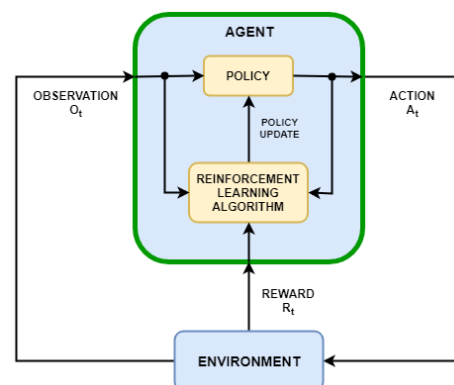 AGENT
POLICY
OBSERVATION
Ot
ACTION
At
POLICY
UPDATE
REINFORCEMENT
LEARNING
ALGORITHM
REWARD
Rt
ENVIRONMENT